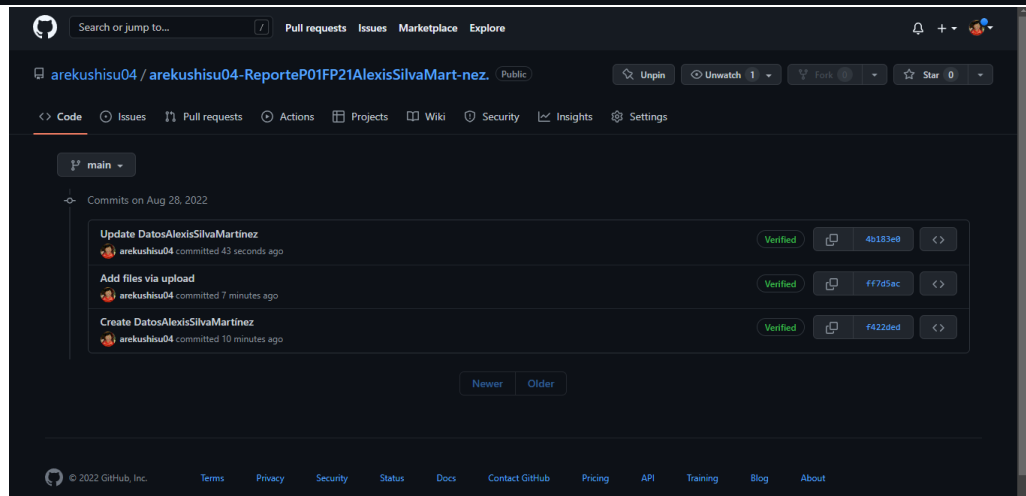 Search or jump to... / Pull requests Issues Marketplace Explore
arekushisu04 / arekushisu04-ReporteP01FP21AlexisSilvaMart-nez. Public Unpin Unwatch 1 Fork 0 Star 0
<> Code Issues Pull requests Actions Projects Wiki Security Insights Settings
main
Commits on Aug 28, 2022
Update DatosAlexisSilvaMartínez
arekushisu04 committed 43 seconds ago
Verified 4b183e0 <>
Add files via upload
arekushisu04 committed 7 minutes ago
Verified ff7d5ac <>
Create DatosAlexisSilvaMartínez
arekushisu04 committed 10 minutes ago
Verified f422ded <>
Newer Older
© 2022 GitHub, Inc. Terms Privacy Security Status Docs Contact GitHub Pricing API Training Blog About